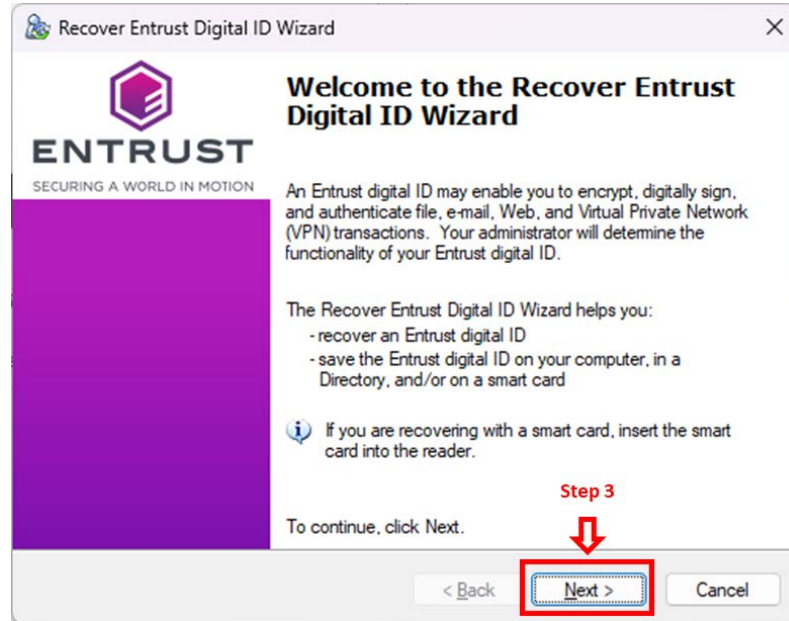 Recover Entrust Digital ID Wizard
ENTRUST
SECURING A WORLD IN MOTION
Welcome to the Recover Entrust
Digital ID Wizard
An Entrust digital ID may enable you to encrypt, digitally sign,
and authenticate file, e-mail, Web, and Virtual Private Network
(VPN) transactions. Your administrator will determine the
functionality of your Entrust digital ID.
The Recover Entrust Digital ID Wizard helps you:
- recover an Entrust digital ID
- save the Entrust digital ID on your computer, in a
Directory, and/or on a smart card
If you are recovering with a smart card, insert the smart
card into the reader.
Step 3
To continue, click Next.
< Back
Next >
Cancel